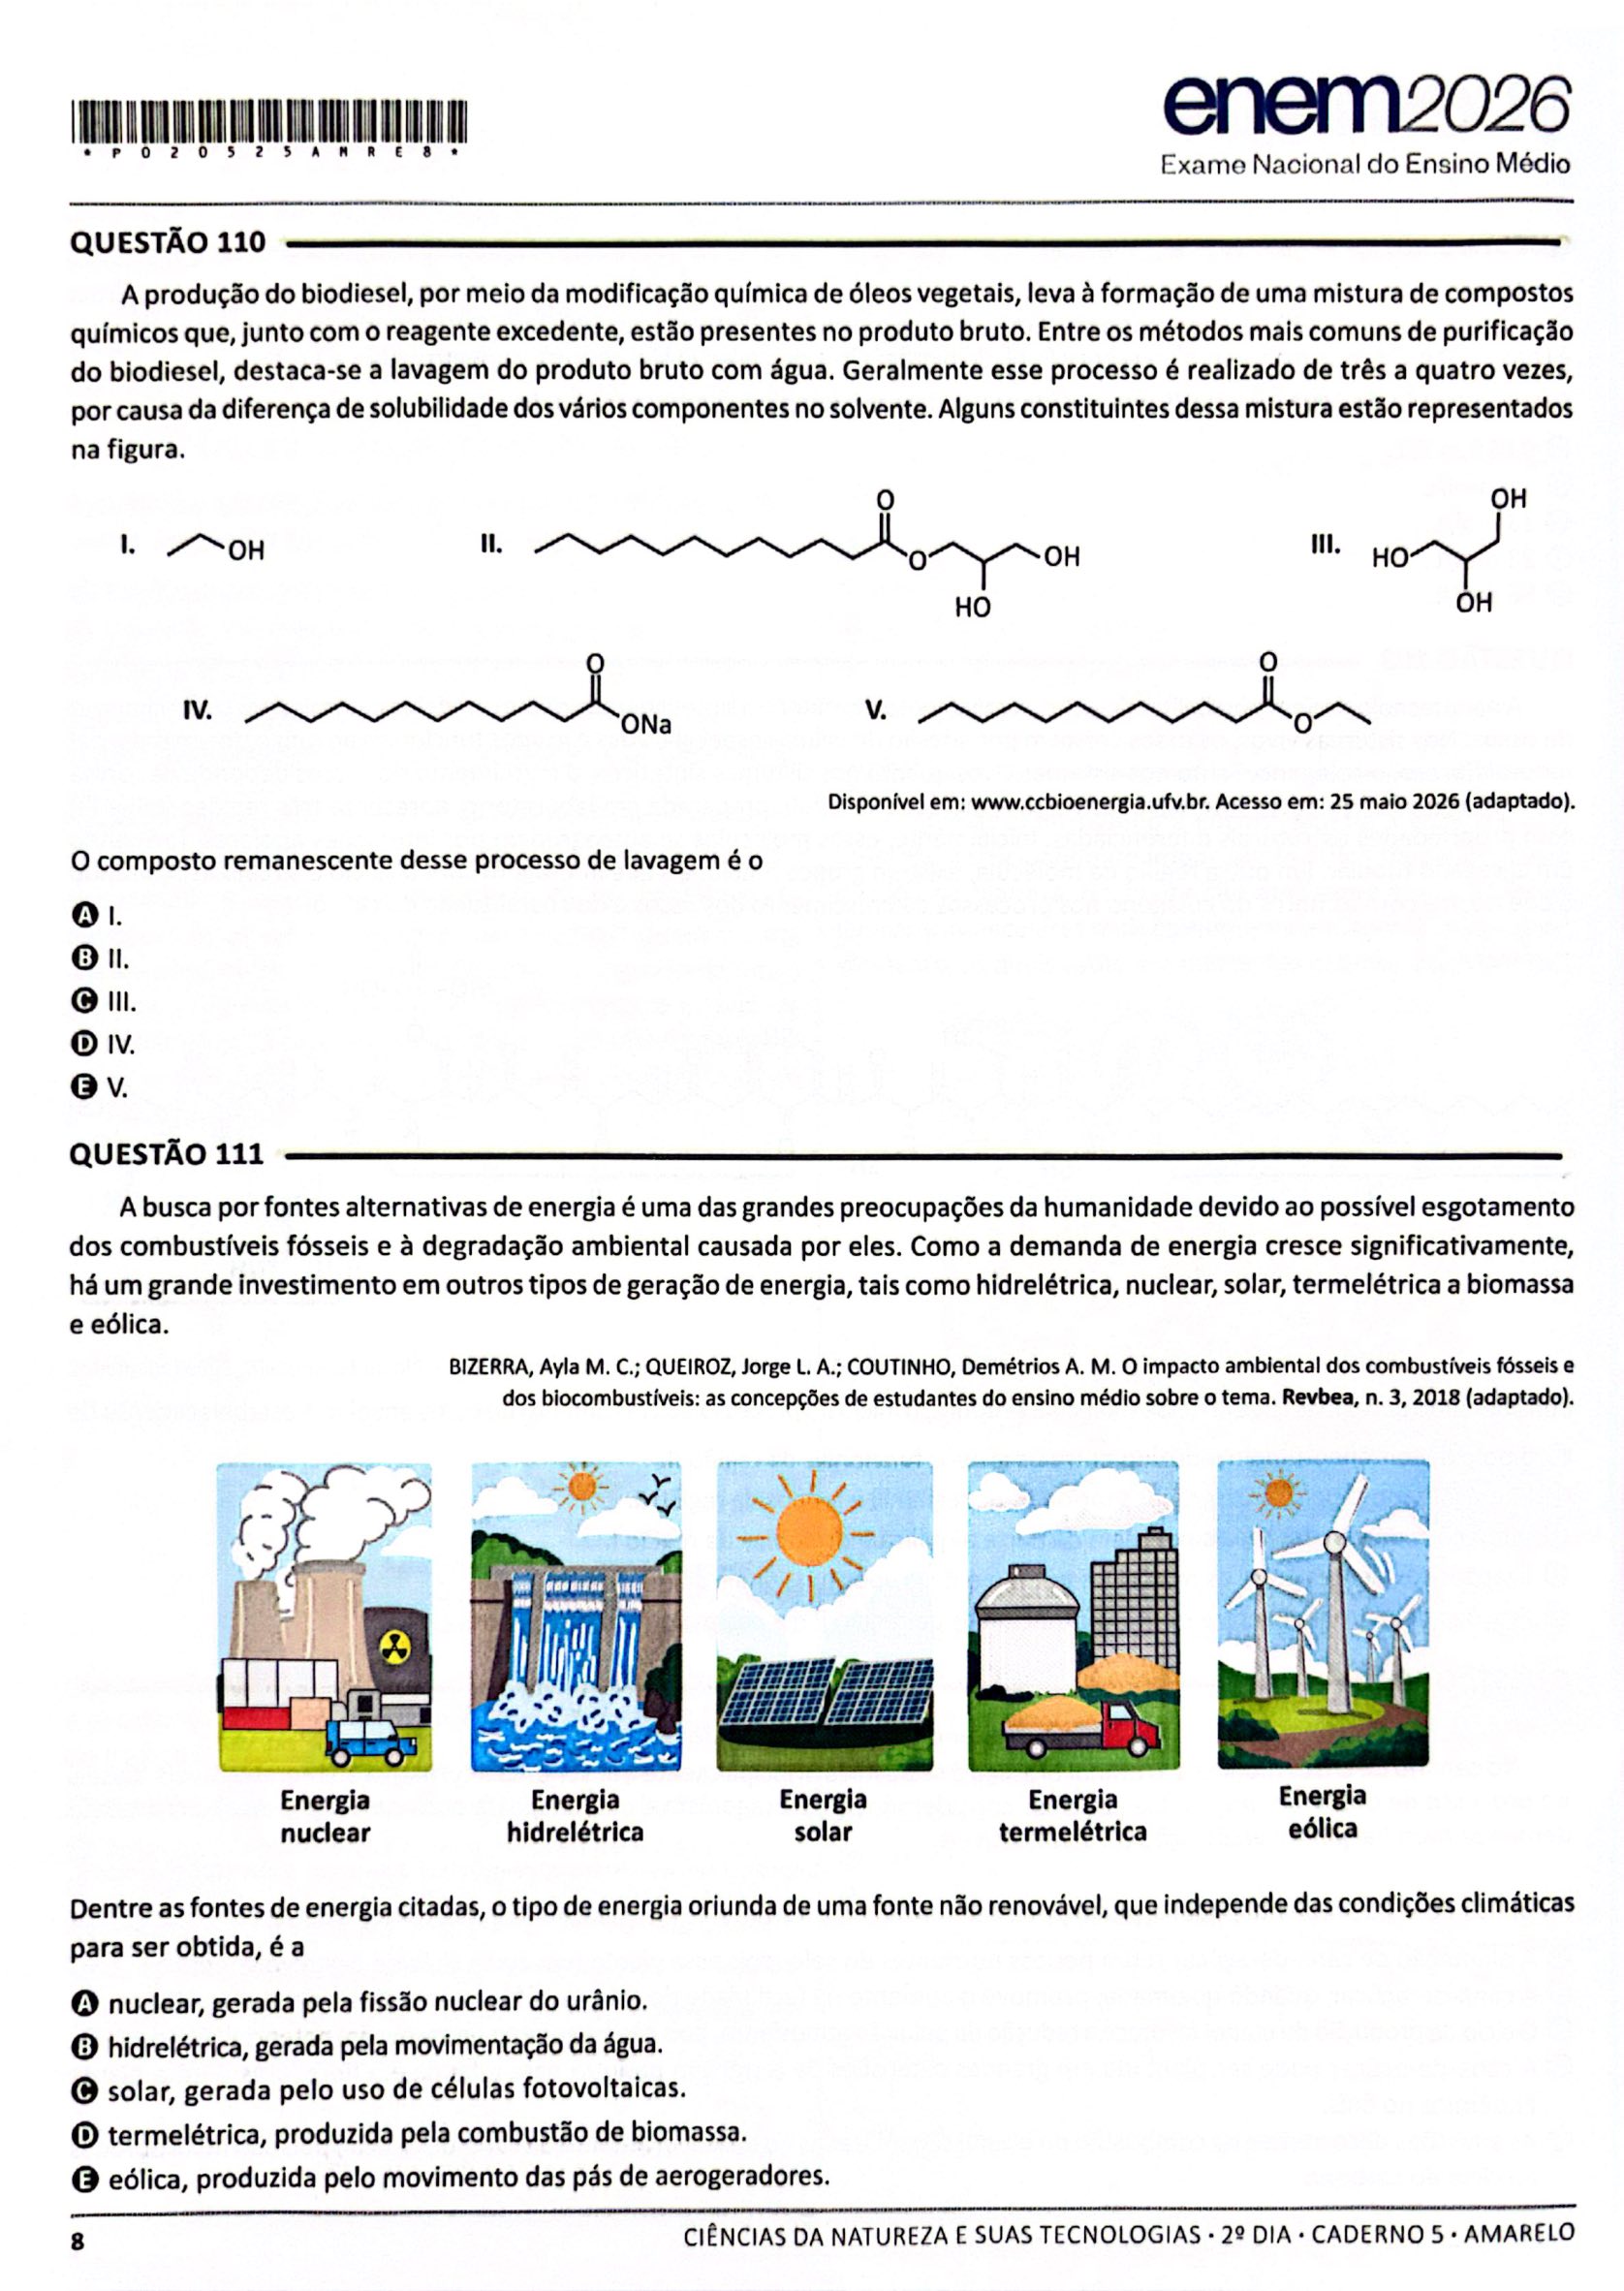 *P020525AMRE8*
enem2026
Exame Nacional do Ensino Médio
QUESTÃO 110
A produção do biodiesel, por meio da modificação química de óleos vegetais, leva à formação de uma mistura de compostos
químicos que, junto com o reagente excedente, estão presentes no produto bruto. Entre os métodos mais comuns de purificação
do biodiesel, destaca-se a lavagem do produto bruto com água. Geralmente esse processo é realizado de três a quatro vezes,
por causa da diferença de solubilidade dos vários componentes no solvente. Alguns constituintes dessa mistura estão representados
na figura.
I. OH
II. O O OH HO
III. HO OH OH
IV. O ONa
V. O O
Disponível em: www.ccbioenergia.ufv.br. Acesso em: 25 maio 2026 (adaptado).
O composto remanescente desse processo de lavagem é o
A I.
B II.
C III.
D IV.
E V.
QUESTÃO 111
A busca por fontes alternativas de energia é uma das grandes preocupações da humanidade devido ao possível esgotamento
dos combustíveis fósseis e à degradação ambiental causada por eles. Como a demanda de energia cresce significativamente,
há um grande investimento em outros tipos de geração de energia, tais como hidrelétrica, nuclear, solar, termelétrica a biomassa
e eólica.
BIZERRA, Ayla M. C.; QUEIROZ, Jorge L. A.; COUTINHO, Demétrios A. M. O impacto ambiental dos combustíveis fósseis e
dos biocombustíveis: as concepções de estudantes do ensino médio sobre o tema. Revbea, n. 3, 2018 (adaptado).
Energia nuclear
Energia hidrelétrica
Energia solar
Energia termelétrica
Energia eólica
Dentre as fontes de energia citadas, o tipo de energia oriunda de uma fonte não renovável, que independe das condições climáticas
para ser obtida, é a
A nuclear, gerada pela fissão nuclear do urânio.
B hidrelétrica, gerada pela movimentação da água.
C solar, gerada pelo uso de células fotovoltaicas.
D termelétrica, produzida pela combustão de biomassa.
E eólica, produzida pelo movimento das pás de aerogeradores.
8
CIÊNCIAS DA NATUREZA E SUAS TECNOLOGIAS • 2º DIA • CADERNO 5 • AMARELO